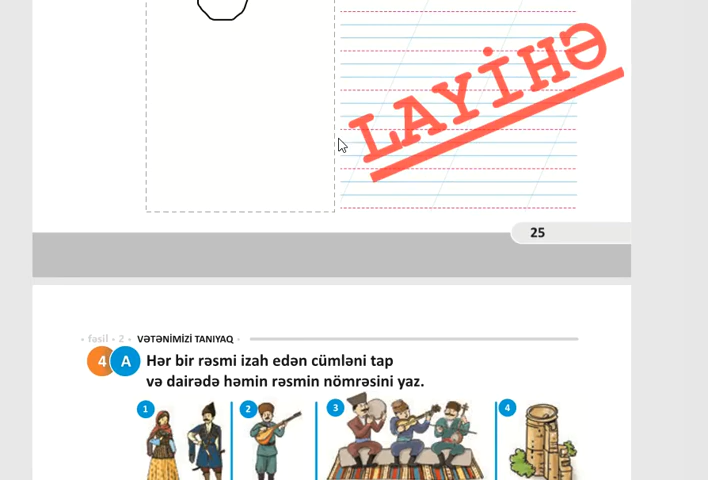 LAYİHƏ
25
• fəsil • 2 • VƏTƏNİMİZİ TANIYAQ •
4 A Hər bir rəsmi izah edən cümləni tap
və dairədə həmin rəsmin nömrəsini yaz.
1 2 3 4